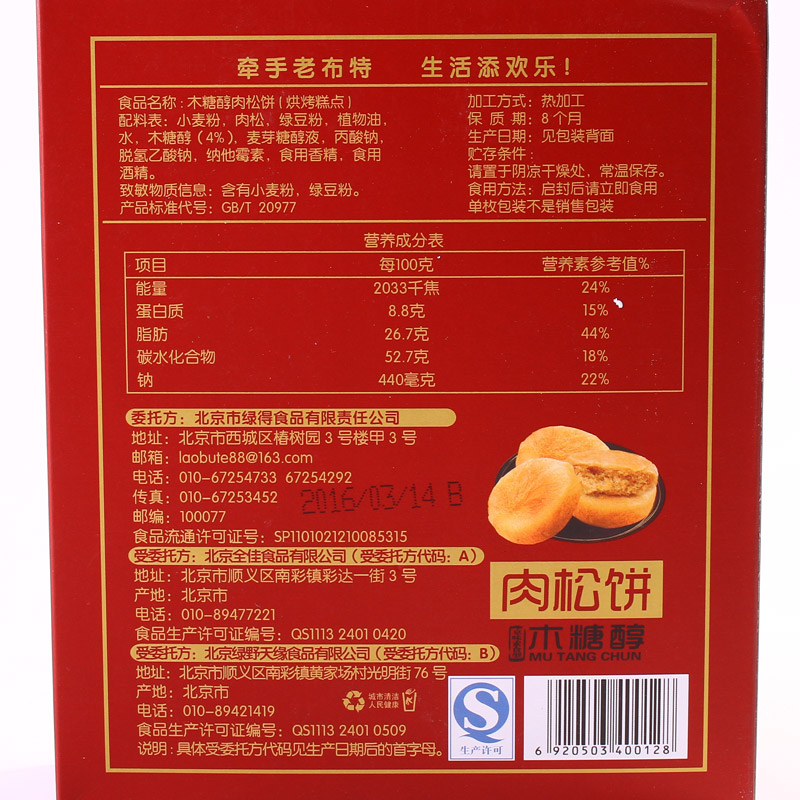 牵手老布特 生活添欢乐!
食品名称:木糖醇肉松饼(烘烤糕点)
配料表:小麦粉,肉松,绿豆粉,植物油,
水,木糖醇(4%),麦芽糖醇液,丙酸钠,
脱氢乙酸钠,纳他霉素,食用香精,食用
酒精。
致敏物质信息:含有小麦粉,绿豆粉。
产品标准代号:GB/T 20977
加工方式:热加工
保 质 期:8个月
生产日期:见包装背面
贮存条件:
请置于阴凉干燥处,常温保存。
食用方法:启封后请立即食用
单枚包装不是销售包装
营养成分表
项目 每100克 营养素参考值%
能量 2033千焦 24%
蛋白质 8.8克 15%
脂肪 26.7克 44%
碳水化合物 52.7克 18%
钠 440毫克 22%
委托方:北京市绿得食品有限责任公司
地址:北京市西城区椿树园3号楼甲3号
邮箱:laobute88@163.com
电话:010-67254733 67254292
传真:010-67253452
2016/03/14 B
邮编:100077
食品流通许可证号:SP1101021210085315
受委托方:北京全佳食品有限公司(受委托方代码:A)
地址:北京市顺义区南彩镇彩达一街3号
产地:北京市
电话:010-89477221
食品生产许可证编号:QS1113 2401 0420
受委托方:北京绿野天缘食品有限公司(受委托方代码:B)
地址:北京市顺义区南彩镇黄家场村光明街76号
产地:北京市
电话:010-89421419
食品生产许可证编号:QS1113 2401 0509
说明:具体受委托方代码见生产日期后的首字母。
城市清洁
人民健康
肉松饼
木糖醇
MU TANG CHUN
生产许可
6 920503 400128